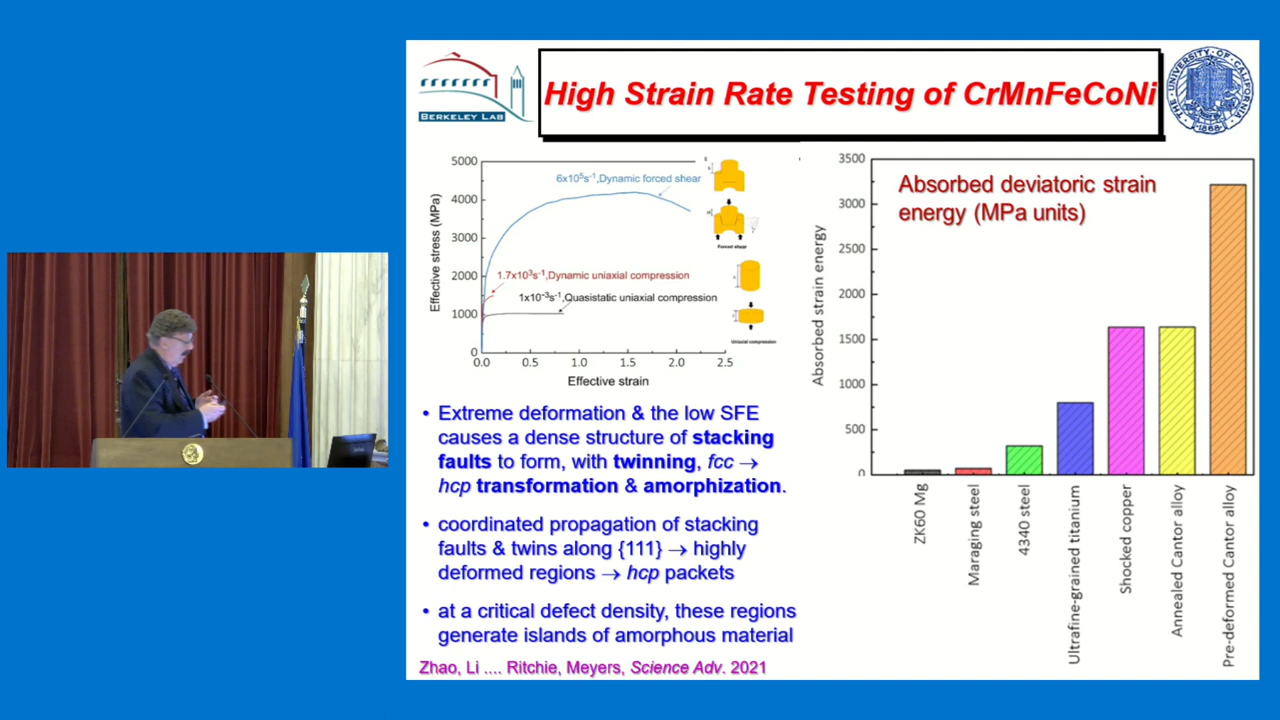 BERKELEY LAB
High Strain Rate Testing of CrMnFeCoNi
THE UNIVERSITY OF CALIFORNIA
1868
5000
4000
3000
2000
1000
0
0.0 0.5 1.0 1.5 2.0 2.5
Effective stress (MPa)
Effective strain
6x10⁵s⁻¹,Dynamic forced shear
1.7x10³s⁻¹,Dynamic uniaxial compression
1x10⁻³s⁻¹,Quasistatic uniaxial compression
Forced shear
Uniaxial compression
• Extreme deformation & the low SFE
causes a dense structure of stacking
faults to form, with twinning, fcc →
hcp transformation & amorphization.
• coordinated propagation of stacking
faults & twins along {111} → highly
deformed regions → hcp packets
• at a critical defect density, these regions
generate islands of amorphous material
Zhao, Li .... Ritchie, Meyers, Science Adv. 2021
Absorbed deviatoric strain
energy (MPa units)
Absorbed strain energy
3500
3000
2500
2000
1500
1000
500
0
ZK60 Mg
Maraging steel
4340 steel
Ultrafine-grained titanium
Shocked copper
Annealed Cantor alloy
Pre-deformed Cantor alloy